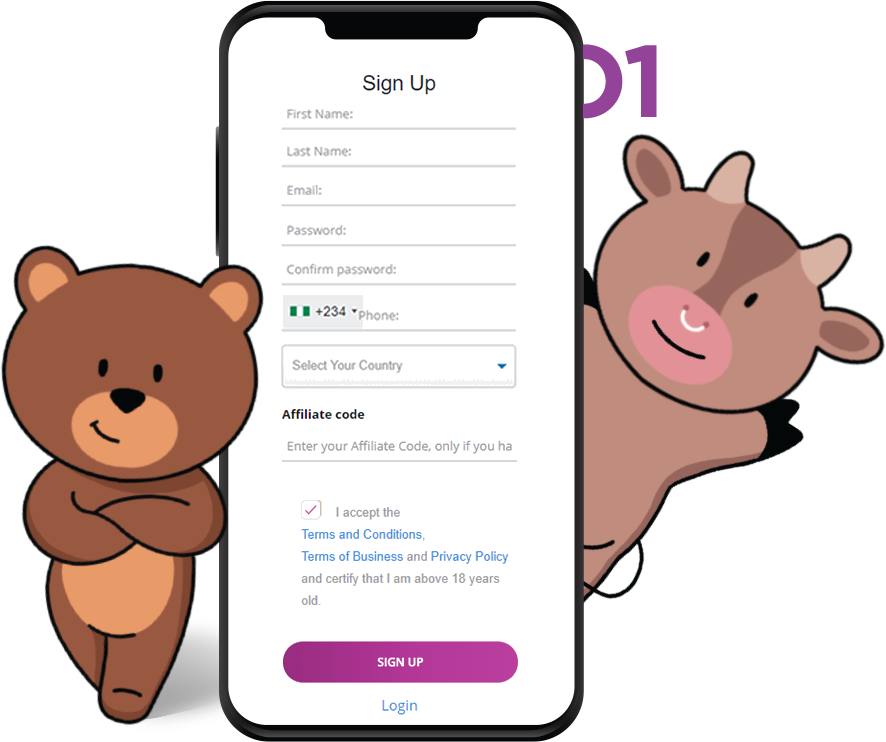 Sign Up
01
First Name:
Last Name:
Email:
Password:
Confirm password:
+234 Phone:
Select Your Country
Affiliate code
Enter your Affiliate Code, only if you ha
I accept the
Terms and Conditions,
Terms of Business and Privacy Policy
and certify that I am above 18 years
old.
SIGN UP
Login